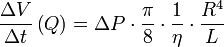 ΔV/Δt (Q) = ΔP · π/8 · 1/η · R⁴/L